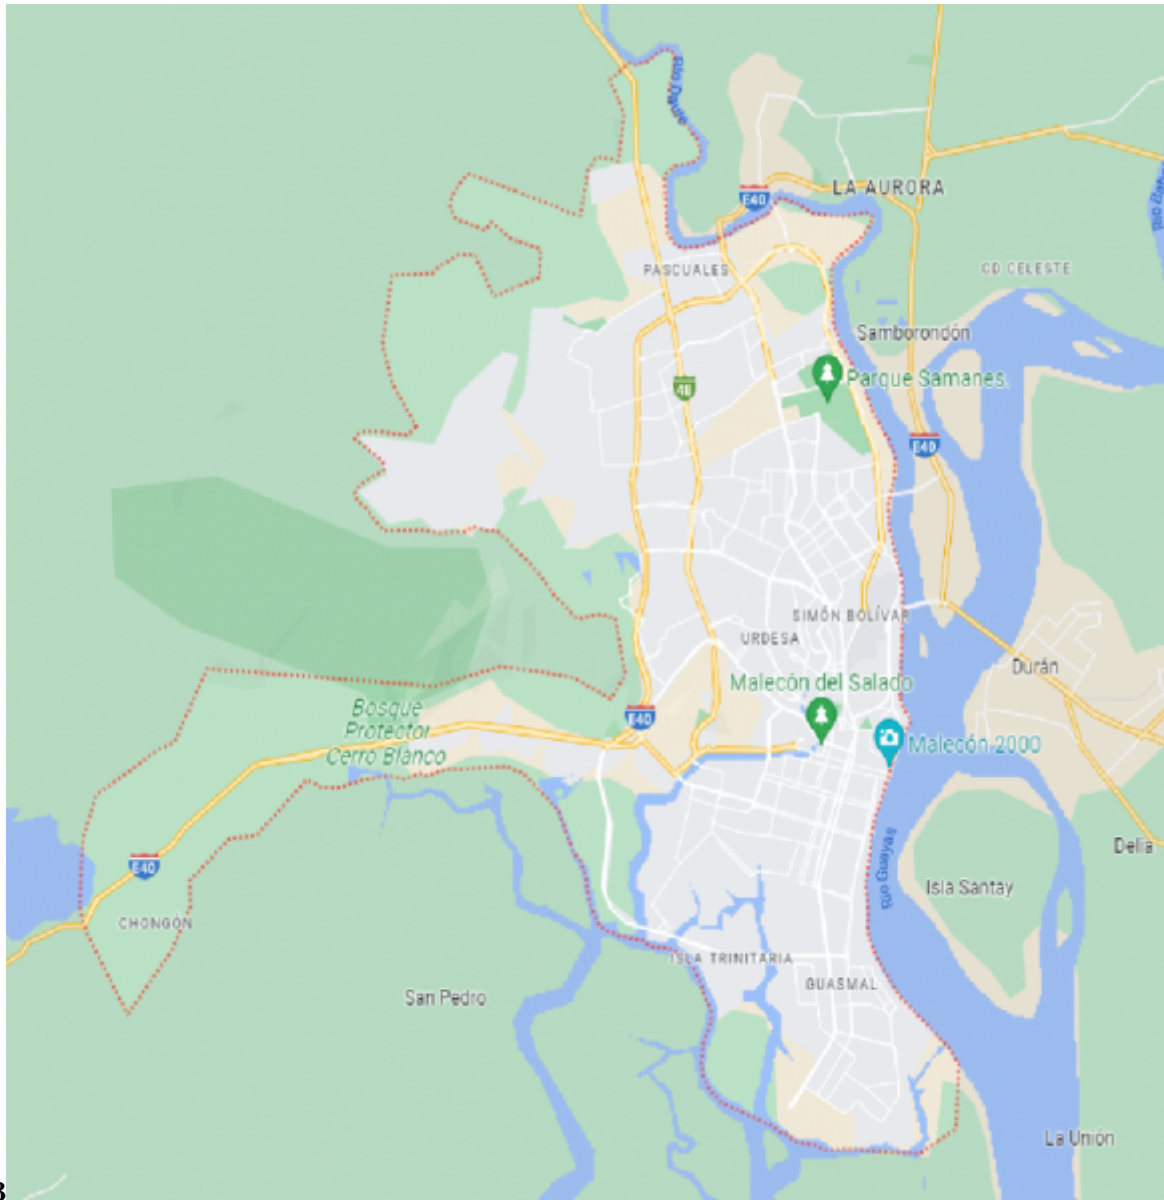 Río Daule
E40
LA AURORA
Río Bab
PASCUALES
CD CELESTE
Samborondón
Parque Samanes
48
E40
SIMÓN BOLÍVAR
URDESA
Durán
Malecón del Salado
Bosque
Protector
Cerro Blanco
E40
Malecón 2000
Delia
E40
Río Guayas
Isla Santay
CHONGÓN
ISLA TRINITARIA
GUASMAL
San Pedro
La Unión